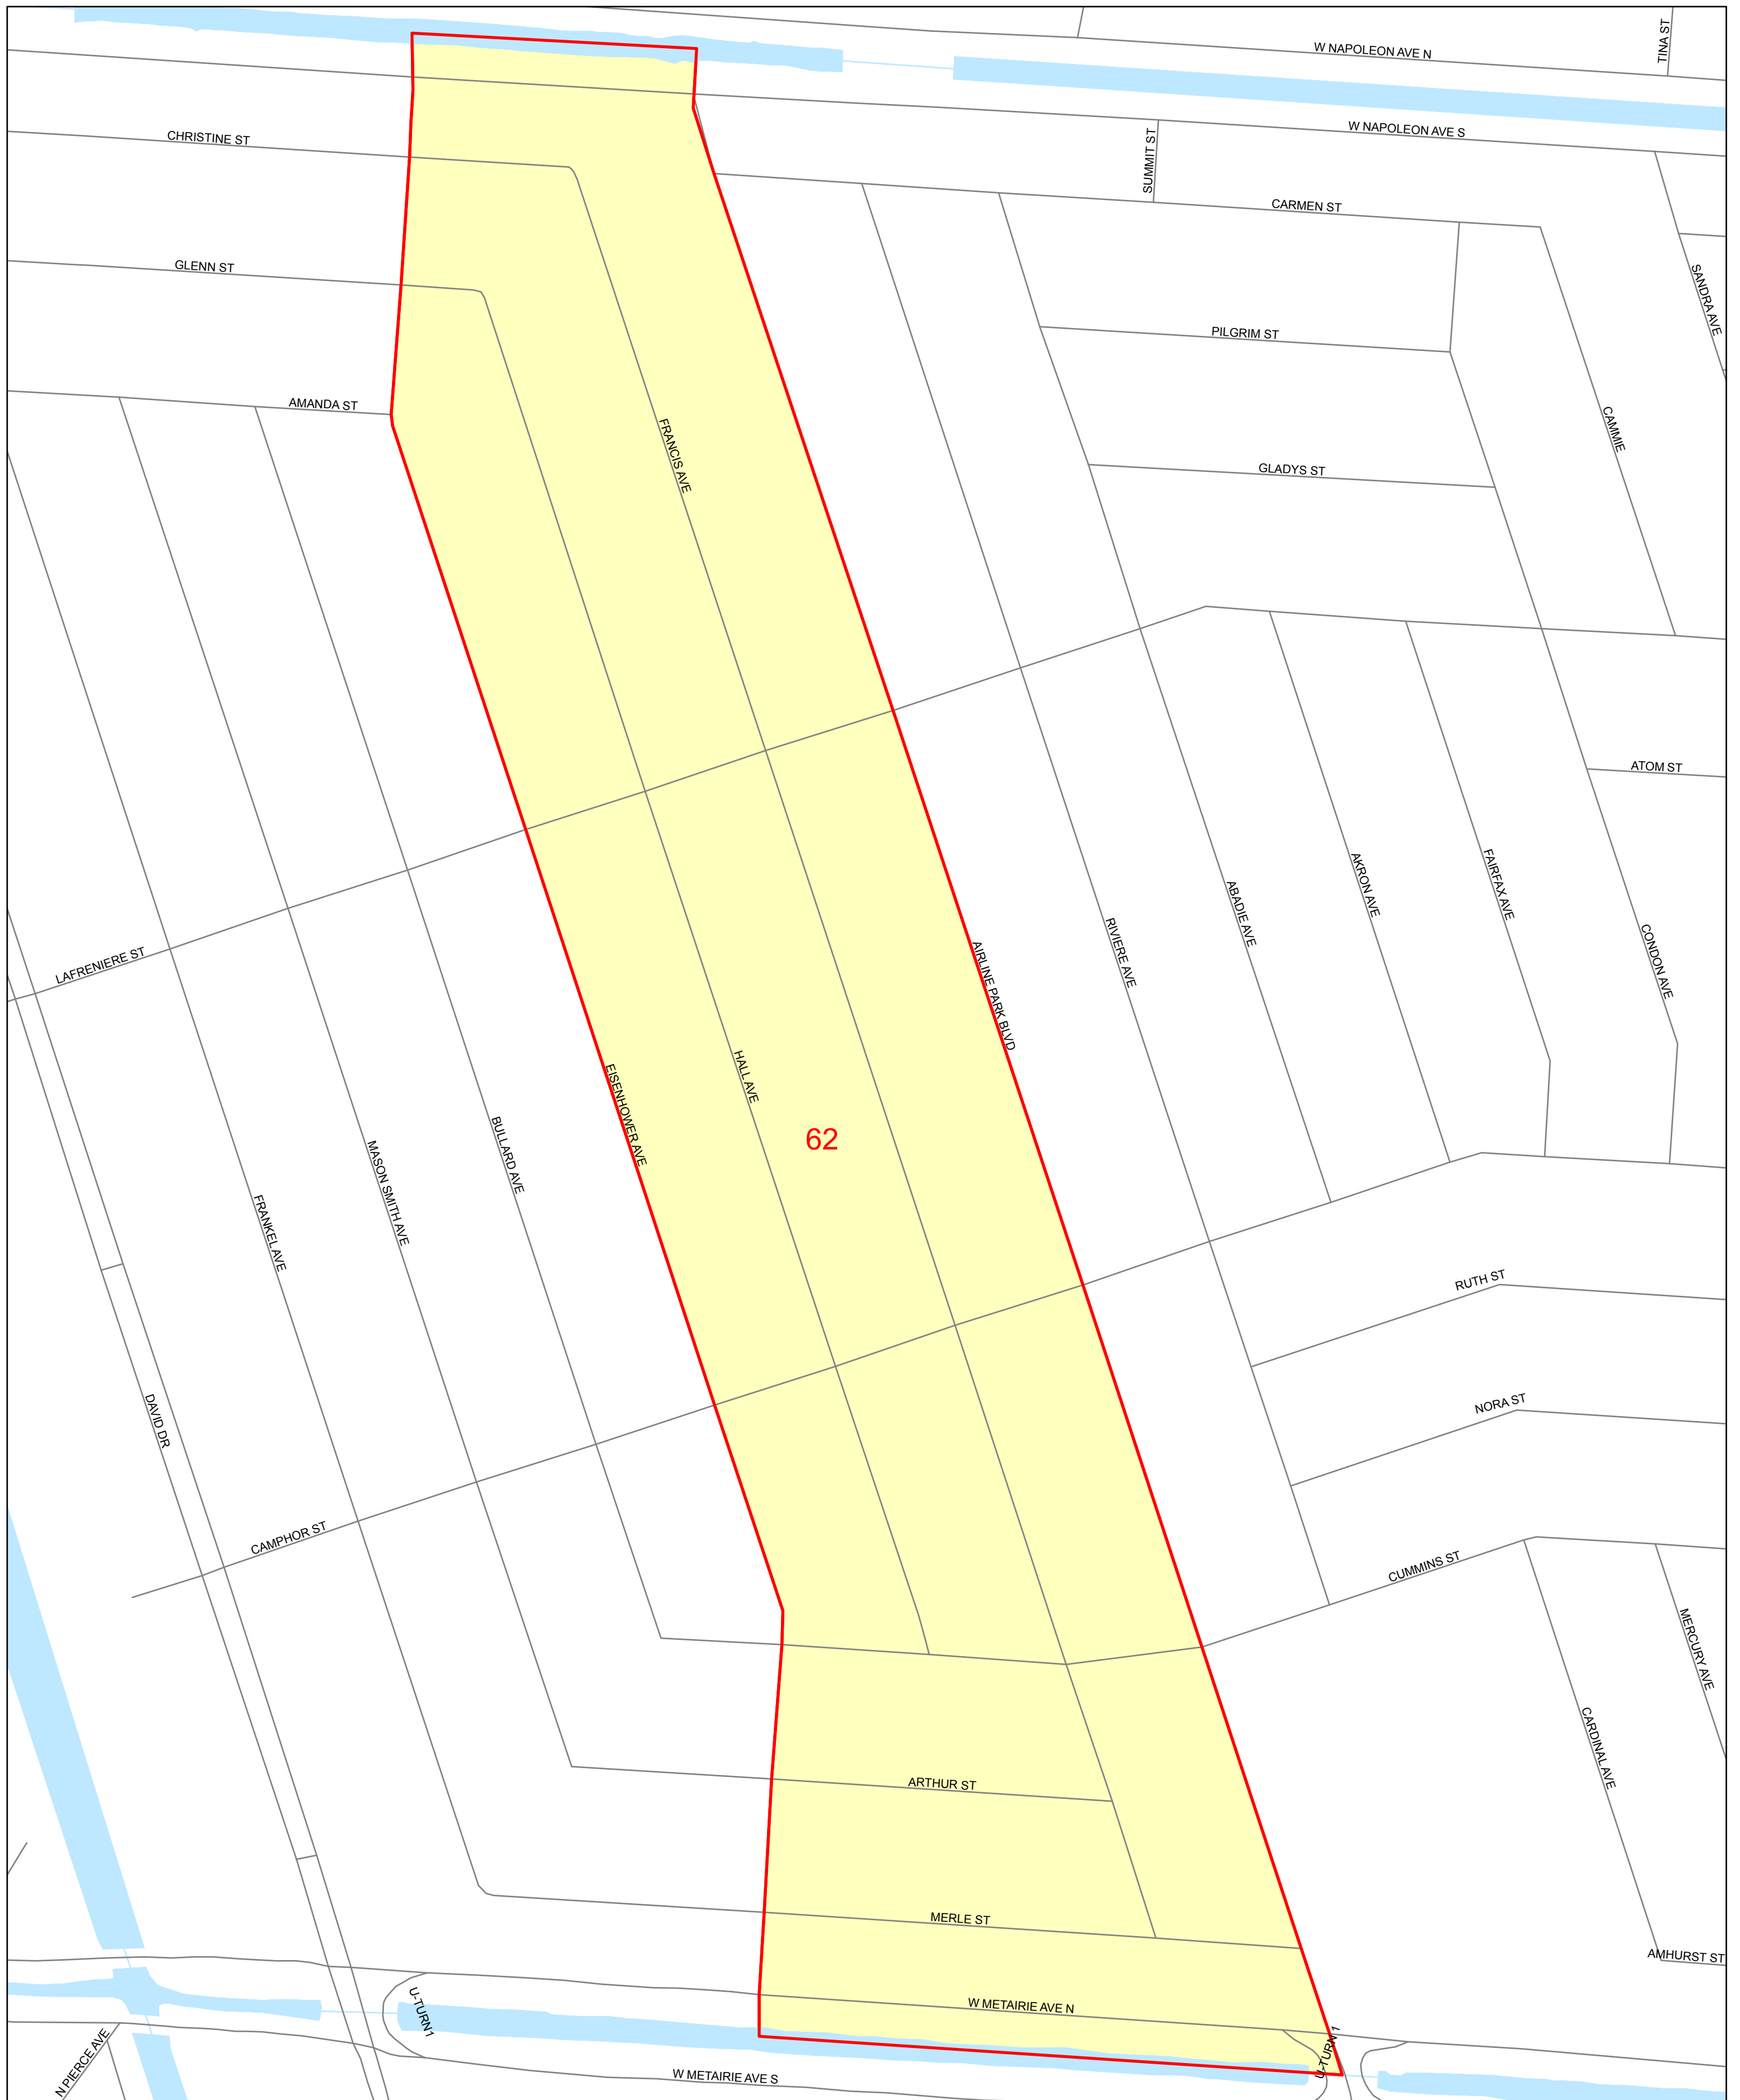 TINA ST
W NAPOLEON AVE N
W NAPOLEON AVE S
CHRISTINE ST
SUMMIT ST
CARMEN ST
GLENN ST
SANDRA AVE
PILGRIM ST
AMANDA ST
CAMMIE
FRANCIS AVE
GLADYS ST
ATOM ST
FAIRFAX AVE
AKRON AVE
ABADIE AVE
RIVIERE AVE
CONDON AVE
LAFRENIERE ST
AIRLINE PARK BLVD
HALL AVE
EISENHOWER AVE
62
BULLARD AVE
MASON SMITH AVE
FRANKEL AVE
RUTH ST
DAVID DR
NORA ST
CAMPHOR ST
CUMMINS ST
MERCURY AVE
CARDINAL AVE
ARTHUR ST
MERLE ST
AMHURST ST
U-TURN1
W METAIRIE AVE N
U-TURN 1
N PIERCE AVE
W METAIRIE AVE S